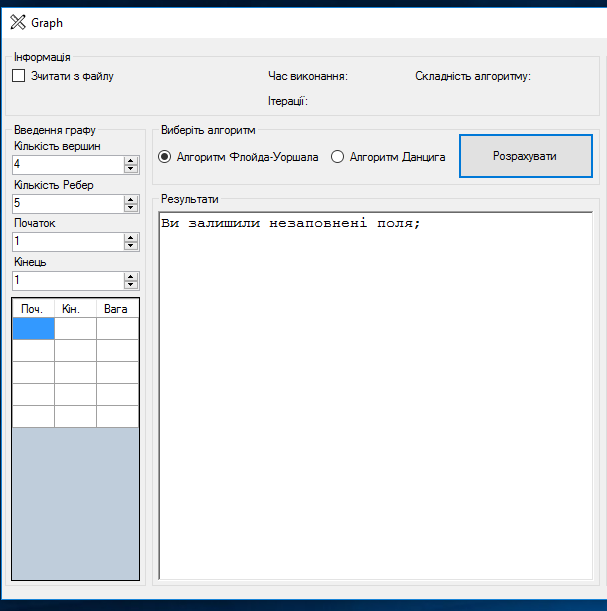 Graph
Інформація
Зчитати з файлу
Час виконання:
Складність алгоритму:
Ітерації:
Введення графу
Кількість вершин
4
Кількість Ребер
5
Початок
1
Кінець
1
Поч. Кін. Вага
Виберіть алгоритм
Алгоритм Флойда-Уоршала
Алгоритм Данцига
Розрахувати
Результати
Ви залишили незаповнені поля;